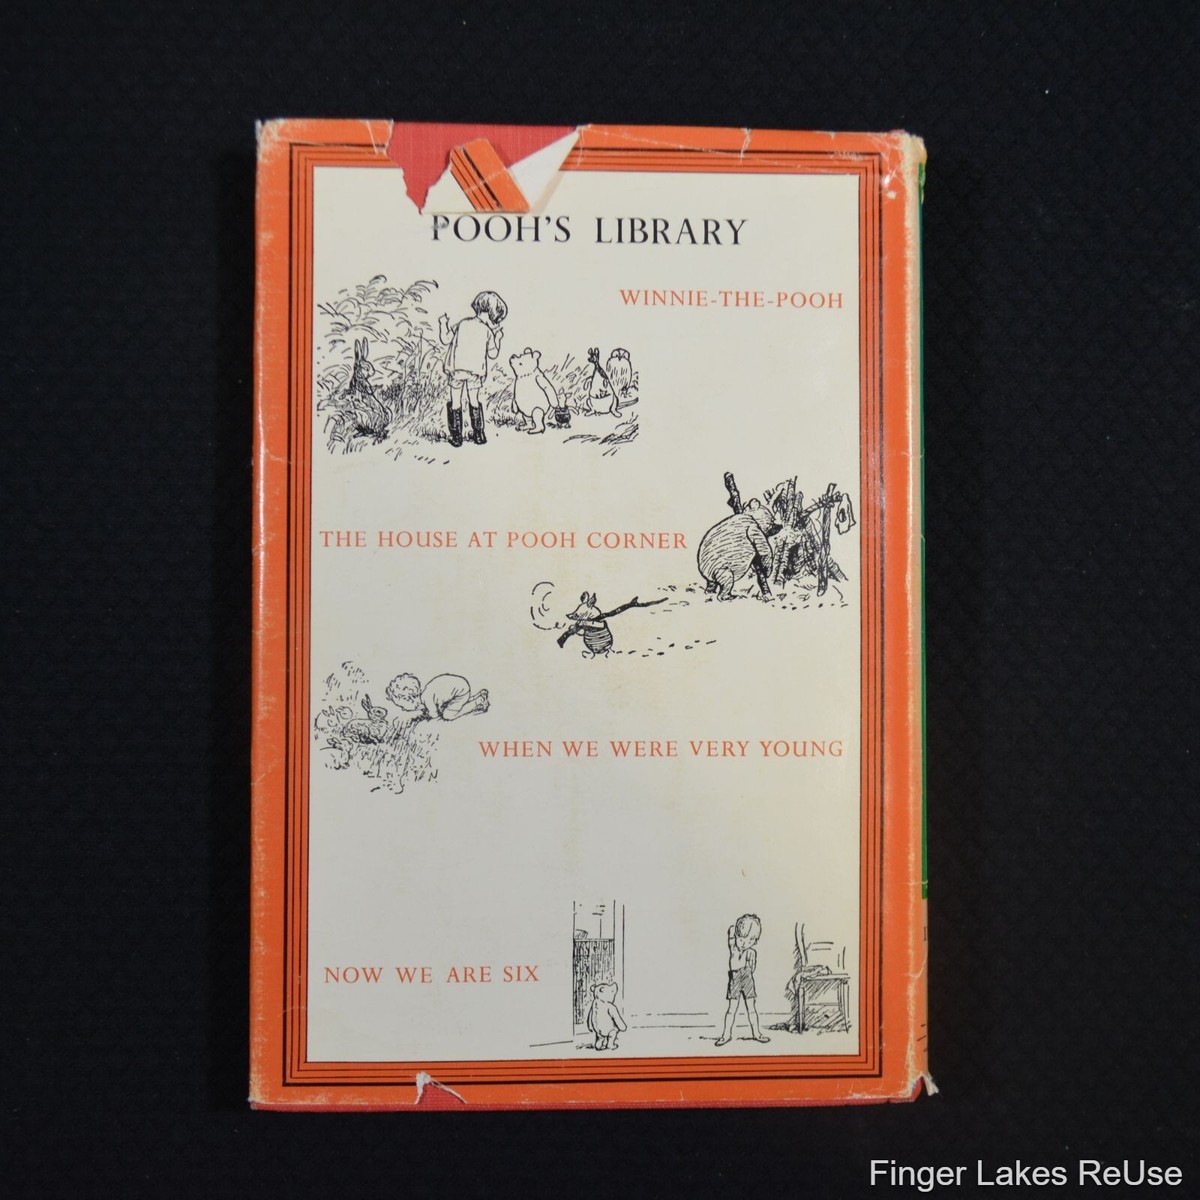 POOH'S LIBRARY
WINNIE-THE-POOH
THE HOUSE AT POOH CORNER
WHEN WE WERE VERY YOUNG
NOW WE ARE SIX
Finger Lakes ReUse